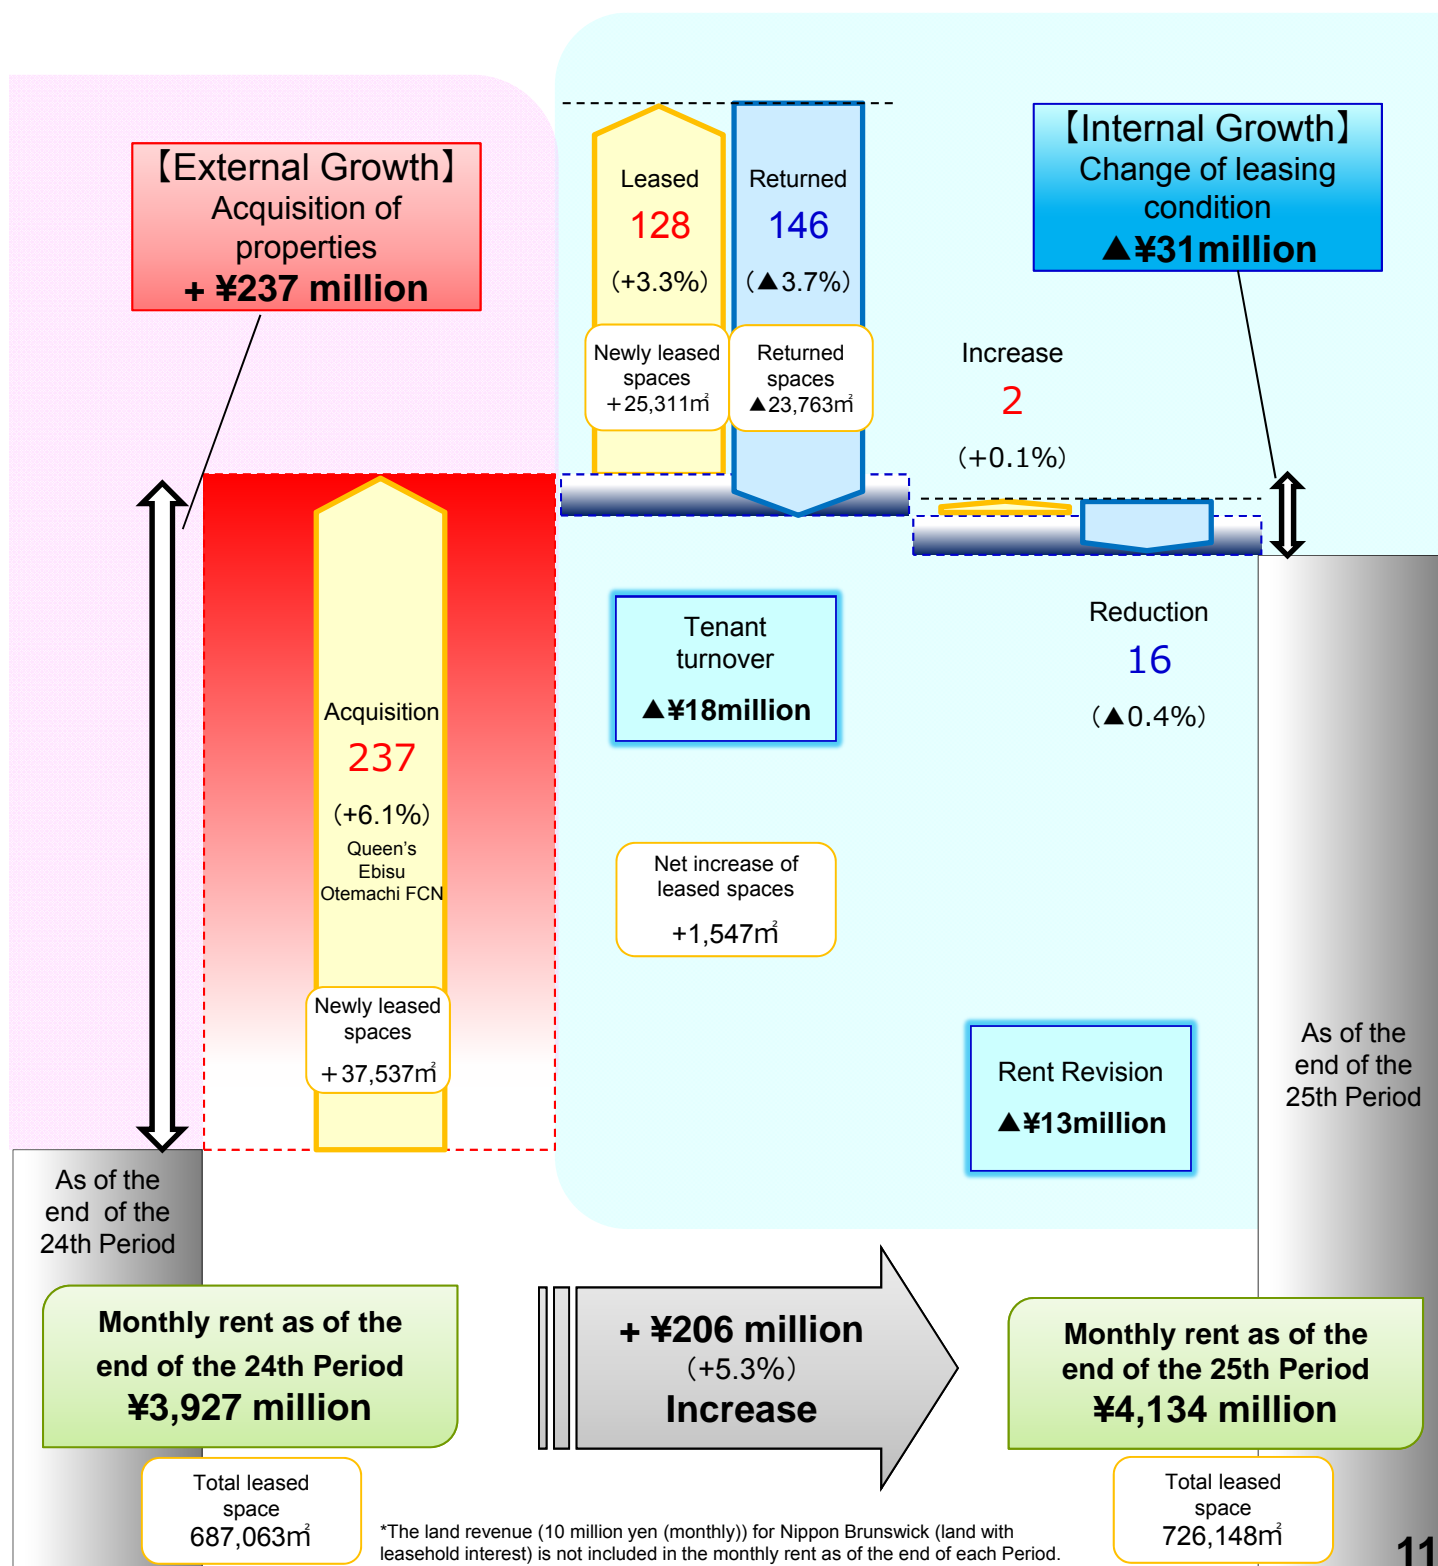 【External Growth】
Acquisition of
properties
+ ¥237 million
Leased
128
(+3.3%)
Newly leased
spaces
+25,311㎡
Returned
146
(▲3.7%)
Returned
spaces
▲23,763㎡
【Internal Growth】
Change of leasing
condition
▲¥31million
Increase
2
(+0.1%)
Acquisition
237
(+6.1%)
Queen's
Ebisu
Otemachi FCN
Newly leased
spaces
+37,537㎡
Tenant
turnover
▲¥18million
Net increase of
leased spaces
+1,547㎡
Reduction
16
(▲0.4%)
Rent Revision
▲¥13million
As of the
end of the
24th Period
As of the
end of the
25th Period
Monthly rent as of the
end of the 24th Period
¥3,927 million
Total leased
space
687,063㎡
+ ¥206 million
(+5.3%)
Increase
Monthly rent as of the
end of the 25th Period
¥4,134 million
Total leased
space
726,148㎡
*The land revenue (10 million yen (monthly)) for Nippon Brunswick (land with
leasehold interest) is not included in the monthly rent as of the end of each Period.
11